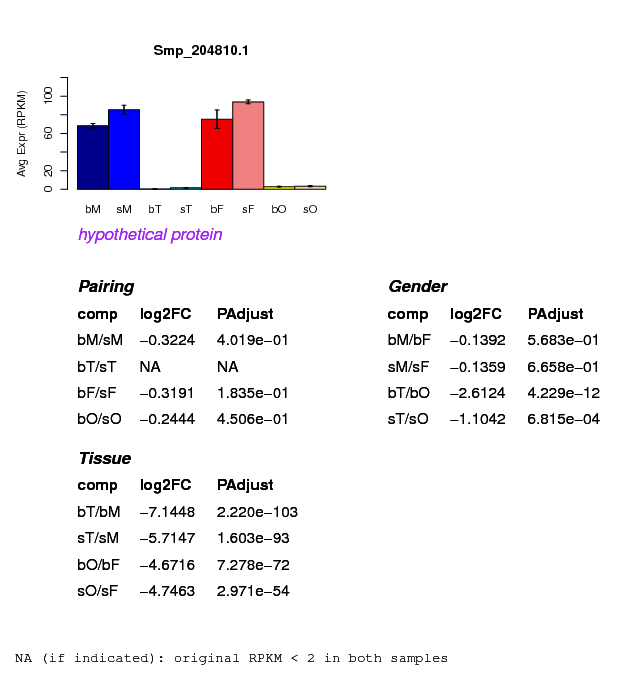 Smp_204810.1
Avg Expr (RPKM)
100
60
20
0
bM sM bT sT bF sF bO sO
hypothetical protein
Pairing
comp log2FC PAdjust
bM/sM −0.3224 4.019e−01
bT/sT NA NA
bF/sF −0.3191 1.835e−01
bO/sO −0.2444 4.506e−01
Gender
comp log2FC PAdjust
bM/bF −0.1392 5.683e−01
sM/sF −0.1359 6.658e−01
bT/bO −2.6124 4.229e−12
sT/sO −1.1042 6.815e−04
Tissue
comp log2FC PAdjust
bT/bM −7.1448 2.220e−103
sT/sM −5.7147 1.603e−93
bO/bF −4.6716 7.278e−72
sO/sF −4.7463 2.971e−54
NA (if indicated): original RPKM < 2 in both samples